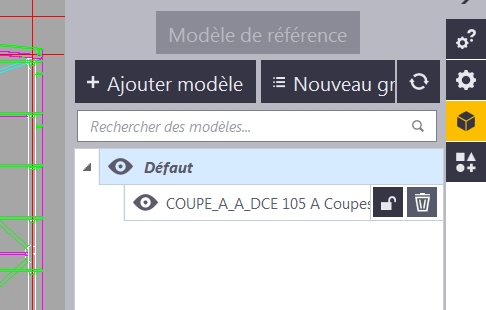 Modèle de référence
+ Ajouter modèle
Nouveau gr
Rechercher des modèles...
Défaut
COUPE_A_A_DCE 105 A Coupes